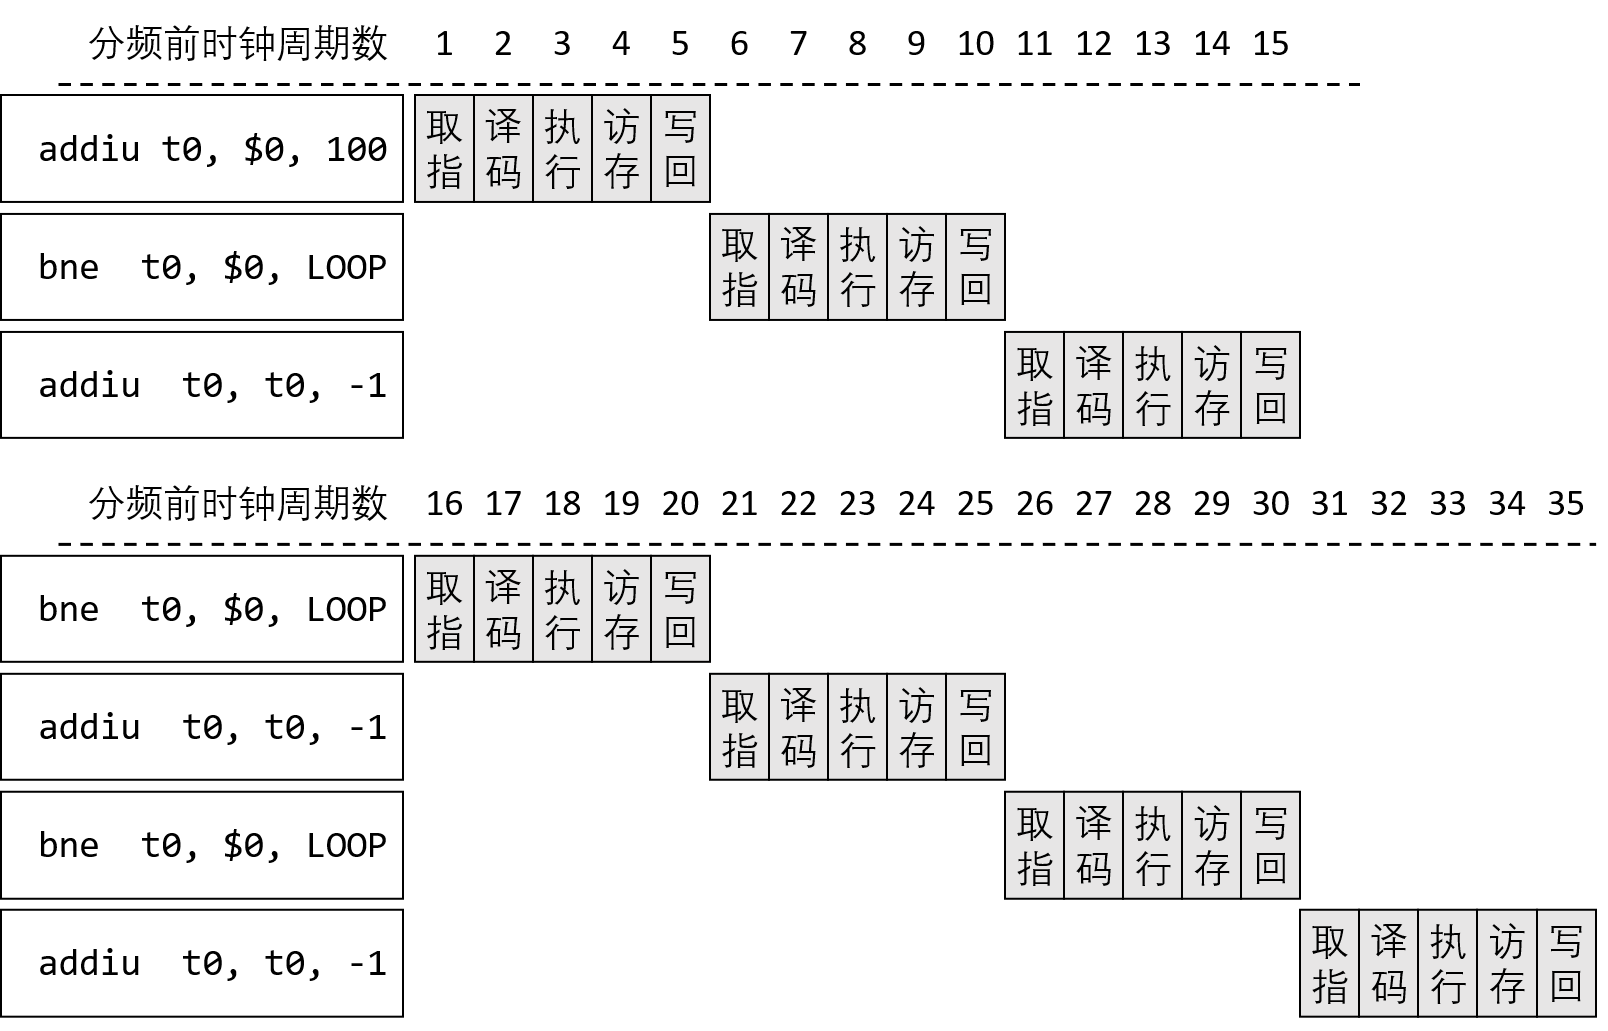 分频前时钟周期数 1 2 3 4 5 6 7 8 9 10 11 12 13 14 15
addiu t0, $0, 100 取指 译码 执行 访存 写回
bne t0, $0, LOOP 取指 译码 执行 访存 写回
addiu t0, t0, -1 取指 译码 执行 访存 写回
分频前时钟周期数 16 17 18 19 20 21 22 23 24 25 26 27 28 29 30 31 32 33 34 35
bne t0, $0, LOOP 取指 译码 执行 访存 写回
addiu t0, t0, -1 取指 译码 执行 访存 写回
bne t0, $0, LOOP 取指 译码 执行 访存 写回
addiu t0, t0, -1 取指 译码 执行 访存 写回